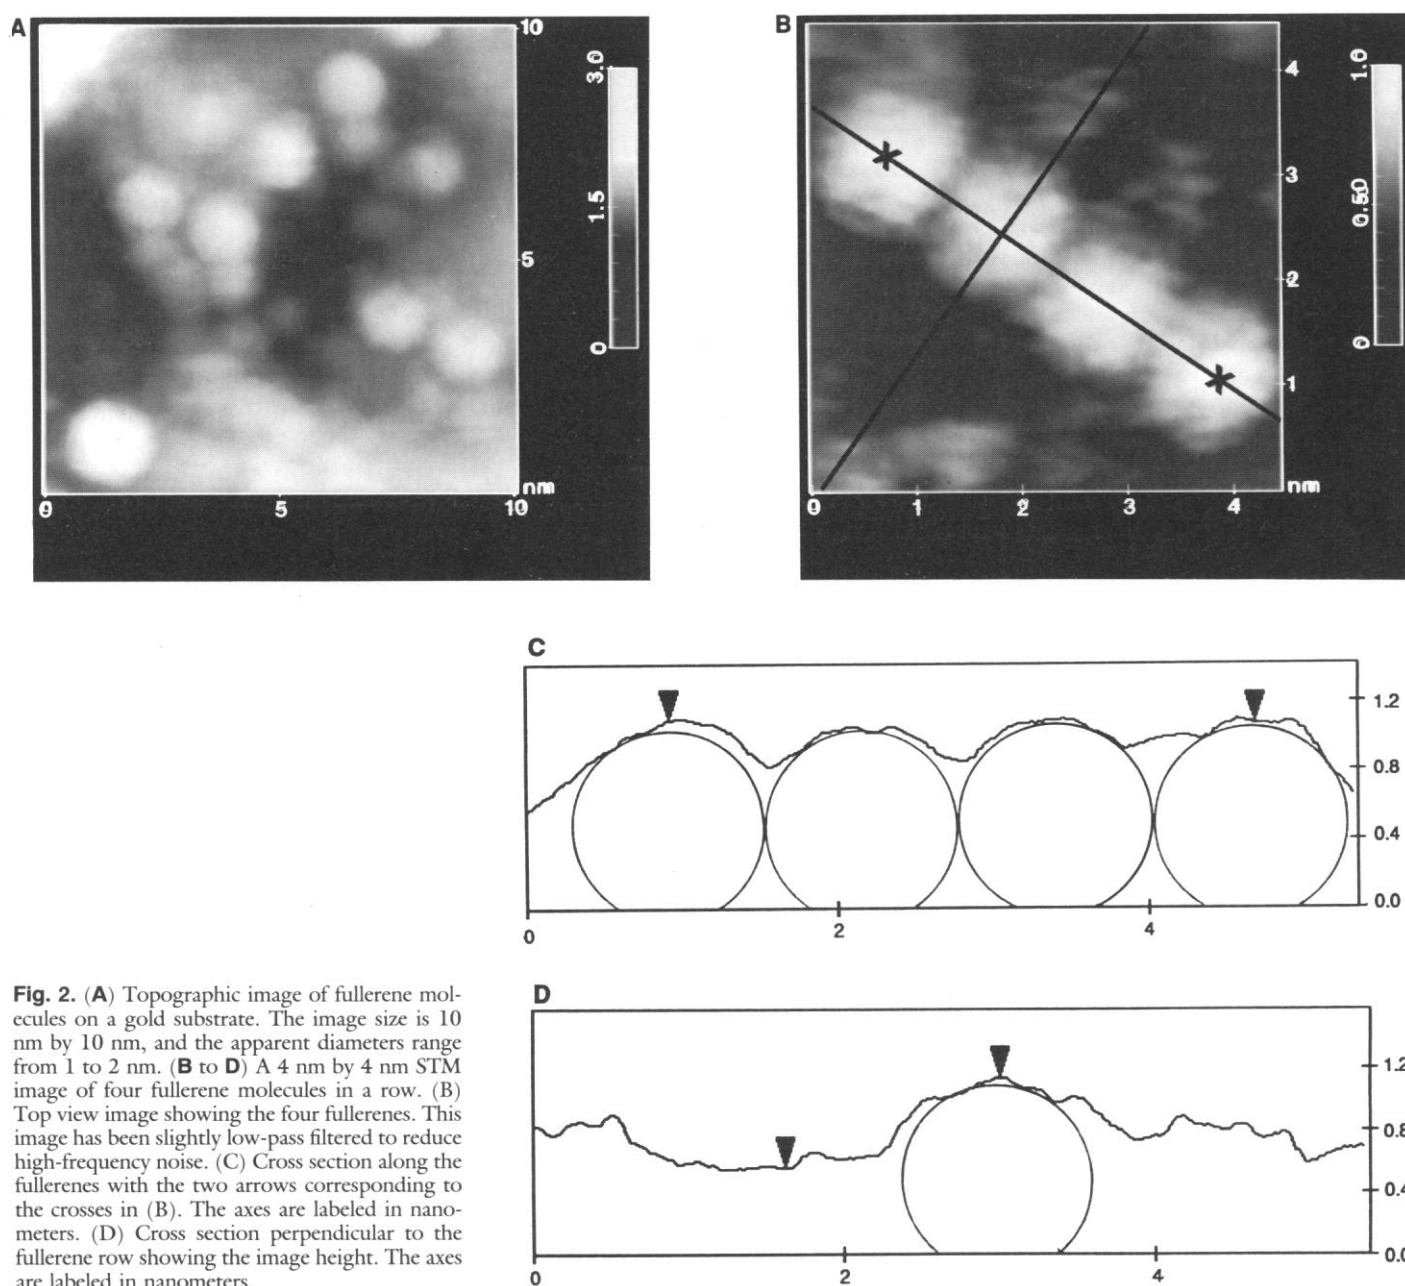 A
10
5
nm
0
5
10
3.0
1.5
0
B
4
3
2
1
nm
0
1
2
3
4
1.0
0.50
0
C
1.2
0.8
0.4
0.0
0
2
4
D
1.2
0.8
0.4
0.0
0
2
4
Fig. 2. (A) Topographic image of fullerene mol-
ecules on a gold substrate. The image size is 10
nm by 10 nm, and the apparent diameters range
from 1 to 2 nm. (B to D) A 4 nm by 4 nm STM
image of four fullerene molecules in a row. (B)
Top view image showing the four fullerenes. This
image has been slightly low-pass filtered to reduce
high-frequency noise. (C) Cross section along the
fullerenes with the two arrows corresponding to
the crosses in (B). The axes are labeled in nano-
meters. (D) Cross section perpendicular to the
fullerene row showing the image height. The axes
are labeled in nanometers.